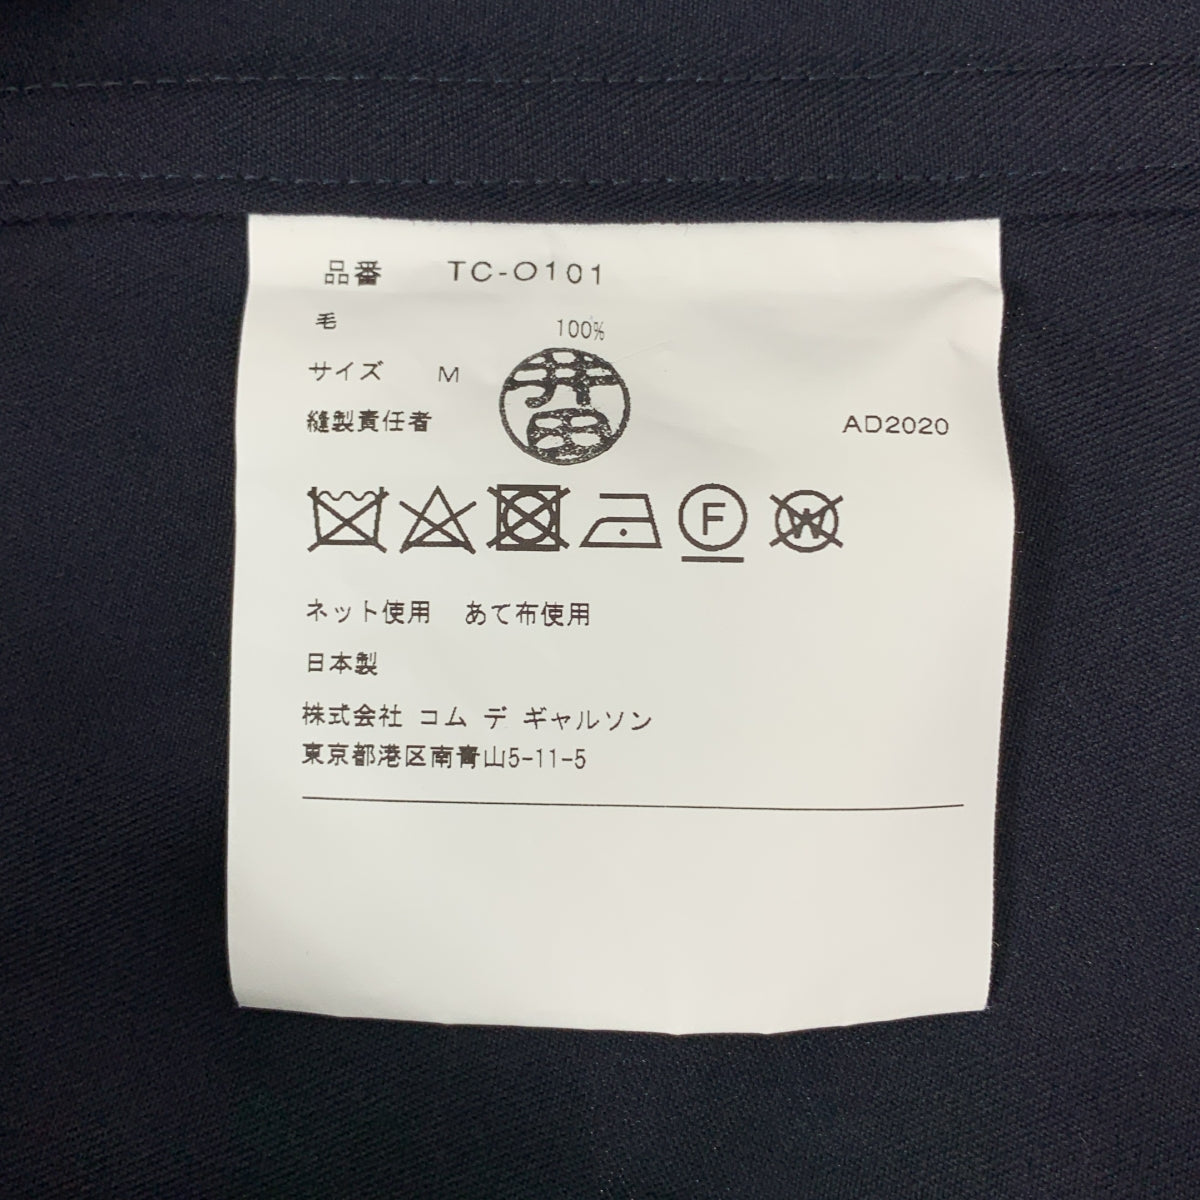 品番 TC-O101
毛 100%
サイズ M
縫製責任者 井田 AD2020
F W
ネット使用 あて布使用
日本製
株式会社 コム デ ギャルソン
東京都港区南青山5-11-5